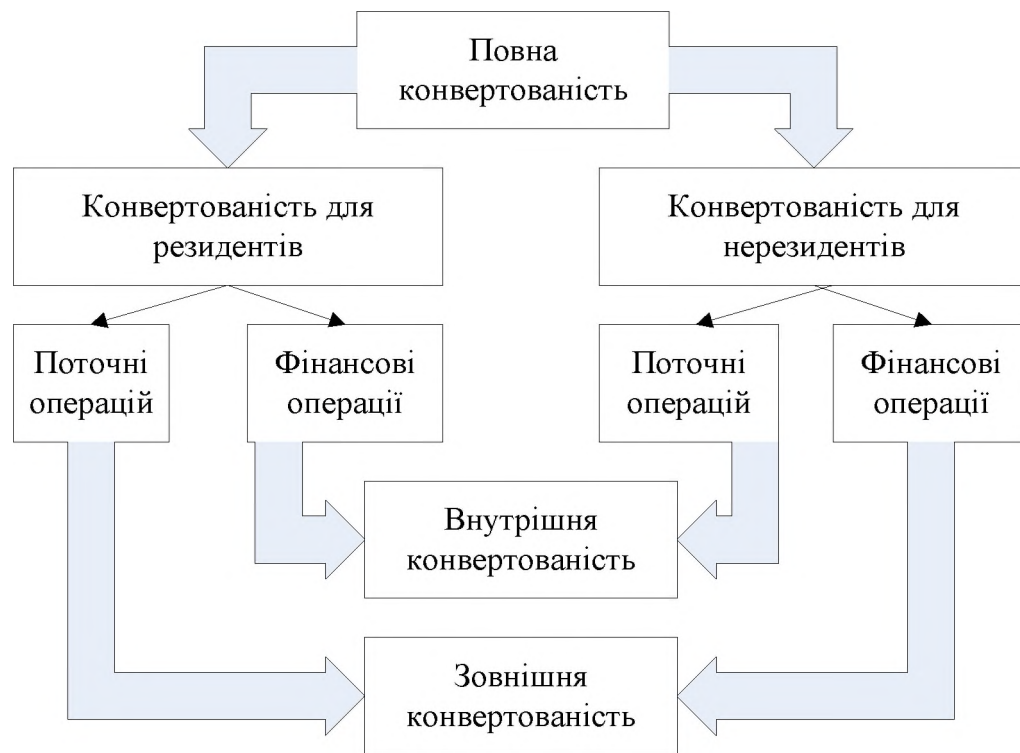 Повна
конвертованість
Конвертованість для
резидентів
Конвертованість для
нерезидентів
Поточні
операцій
Фінансові
операції
Поточні
операцій
Фінансові
операції
Внутрішня
конвертованість
Зовнішня
конвертованість